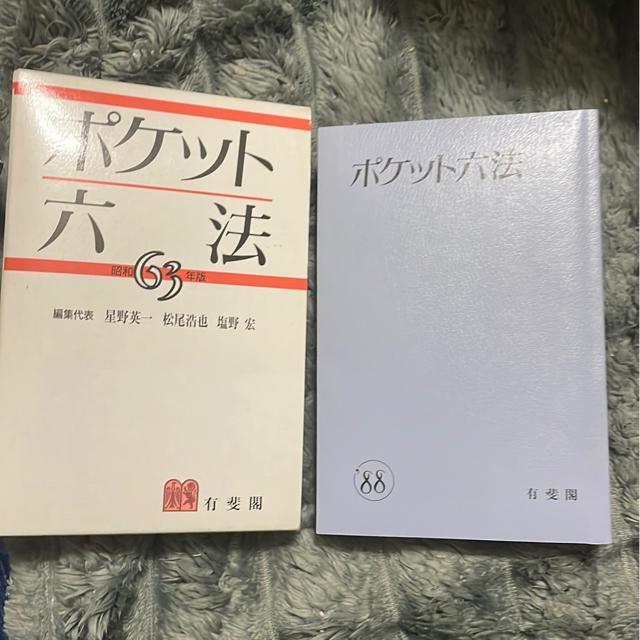 ポケット
六法
昭和63年版
編集代表 星野英一 松尾浩也 塩野 宏
有斐閣
ポケット六法
'88
有斐閣